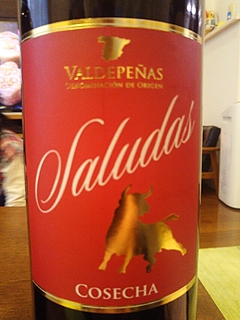 VALDEPEÑAS
DENOMINACIÓN DE ORIGEN
Saludas
COSECHA